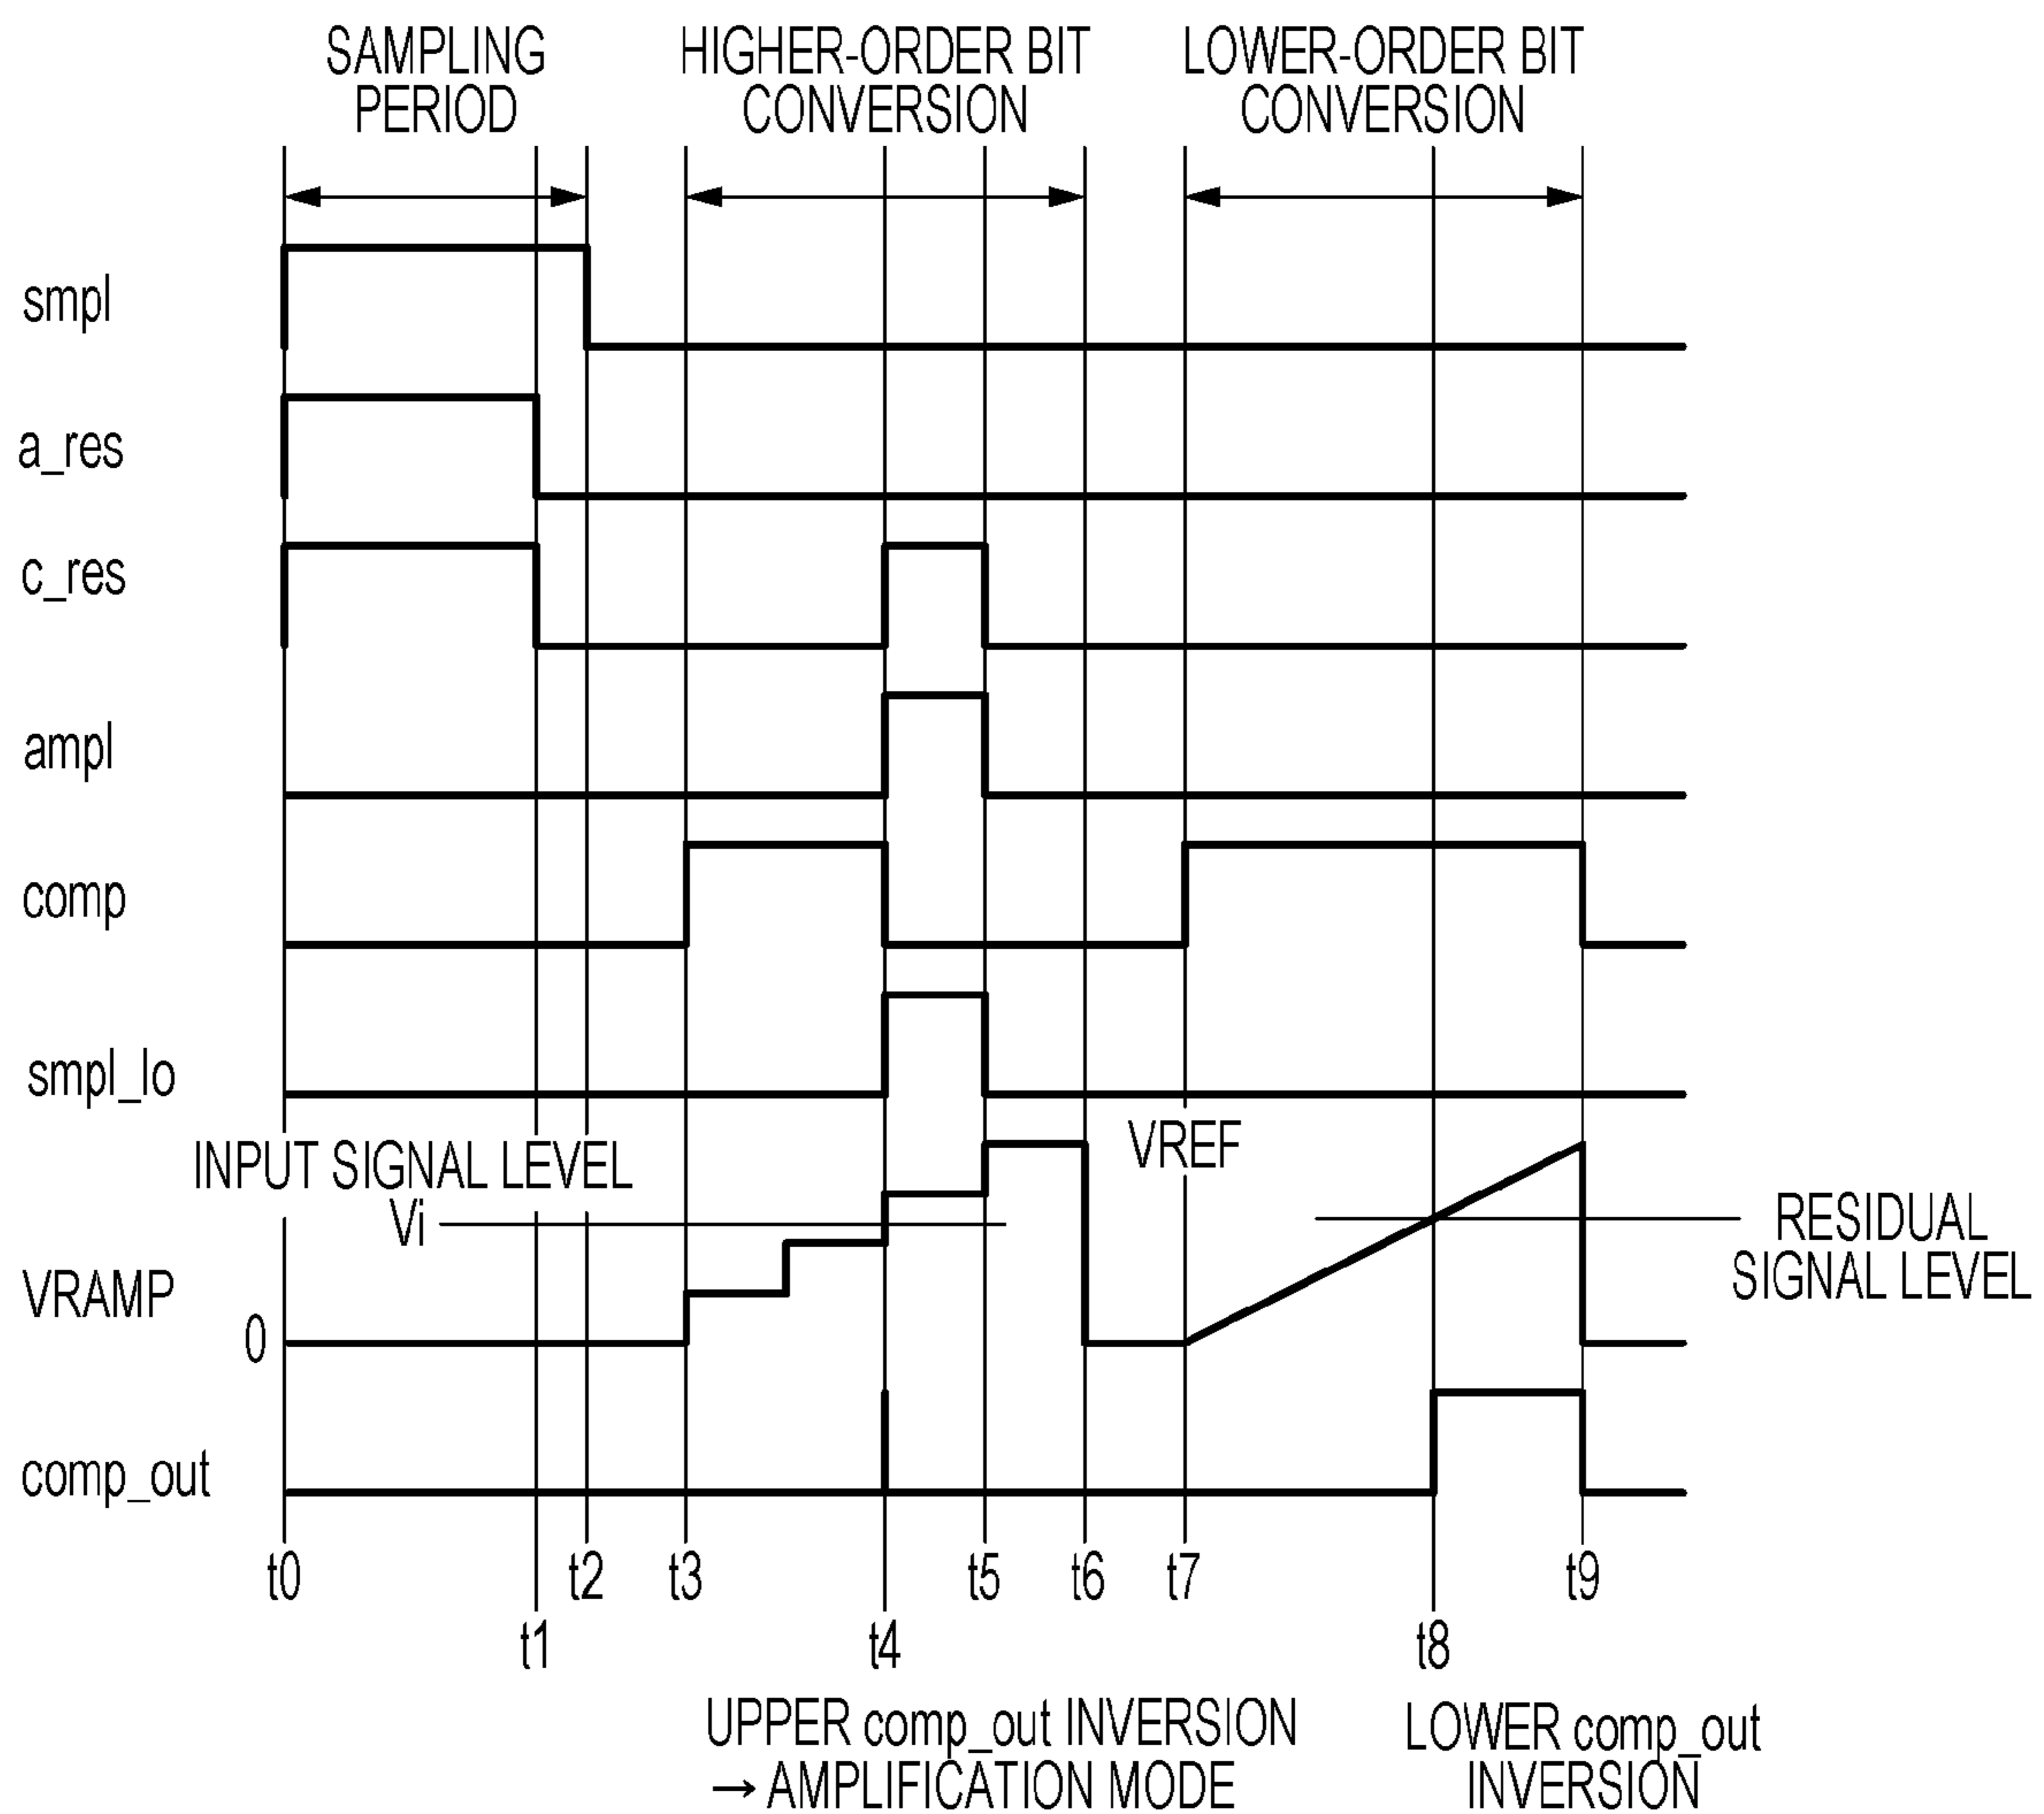 SAMPLING
PERIOD
HIGHER-ORDER BIT
CONVERSION
LOWER-ORDER BIT
CONVERSION
smpl
a_res
c_res
ampl
comp
smpl_lo
INPUT SIGNAL LEVEL
Vi
VREF
RESIDUAL
SIGNAL LEVEL
VRAMP
0
comp_out
t0
t2
t3
t5
t6
t7
t9
t1
t4
t8
UPPER comp_out INVERSION
→ AMPLIFICATION MODE
LOWER comp_out
INVERSION